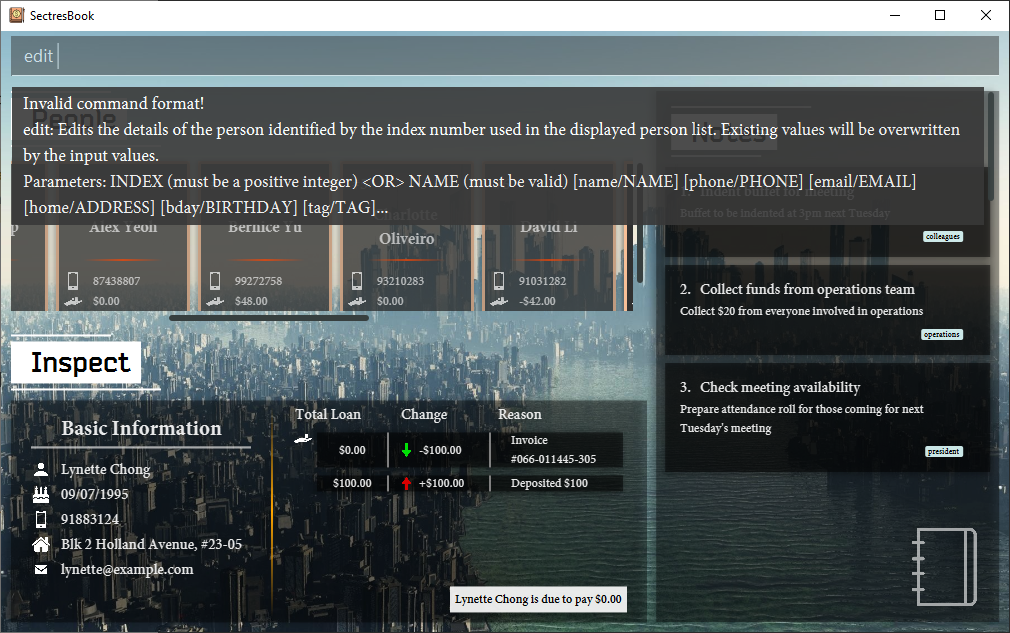 SectresBook
edit
Invalid command format!
edit: Edits the details of the person identified by the index number used in the displayed person list. Existing values will be overwritten
by the input values.
Parameters: INDEX (must be a positive integer) <OR> NAME (must be valid) [name/NAME] [phone/PHONE] [email/EMAIL]
[home/ADDRESS] [bday/BIRTHDAY] [tag/TAG]...
People
Alex Yeoh
87438807
$0.00
Bernice Yu
99272758
$48.00
Charlotte
Oliveiro
93210283
$0.00
David Li
91031282
-$42.00
Notes
Indent buffet for meeting
Buffet to be indented at 3pm next Tuesday
colleagues
2. Collect funds from operations team
Collect $20 from everyone involved in operations
operations
3. Check meeting availability
Prepare attendance roll for those coming for next
Tuesday's meeting
president
Inspect
Basic Information
Lynette Chong
09/07/1995
91883124
Blk 2 Holland Avenue, #23-05
lynette@example.com
Total Loan Change Reason
$0.00 -$100.00 Invoice
#066-011445-305
$100.00 +$100.00 Deposited $100
Lynette Chong is due to pay $0.00